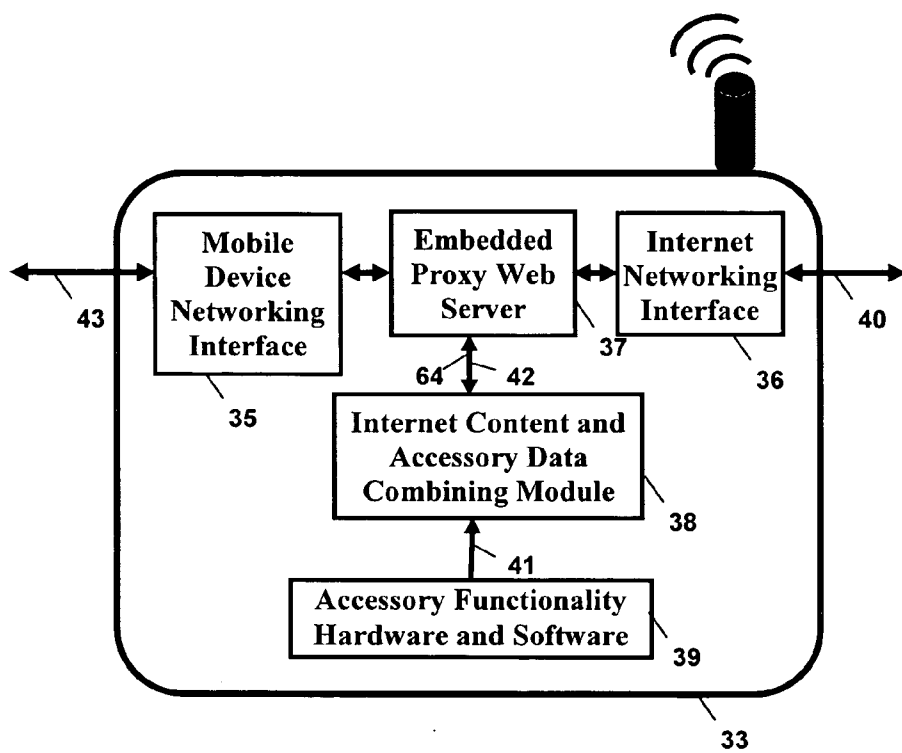 Mobile
Device
Networking
Interface
Embedded
Proxy Web
Server
Internet
Networking
Interface
43
40
37
36
35
64
42
Internet Content and
Accessory Data
Combining Module
38
41
Accessory Functionality
Hardware and Software
39
33